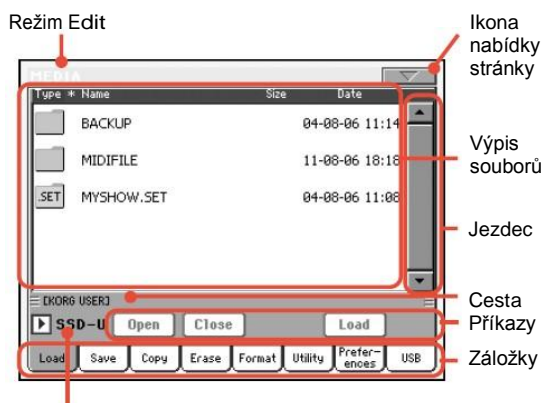 Režim Edit
Ikona
nabídky
stránky
MEDIA
Type * Name Size Date
BACKUP 04-08-06 11:14
MIDIFILE 11-08-06 18:18
.SET MYSHOW.SET 04-08-06 11:08
Výpis
souborů
Jezdec
[KORG USER]
Cesta
SSD-U Open Close Load
Příkazy
Load Save Copy Erase Format Utility Prefer-
ences USB
Záložky